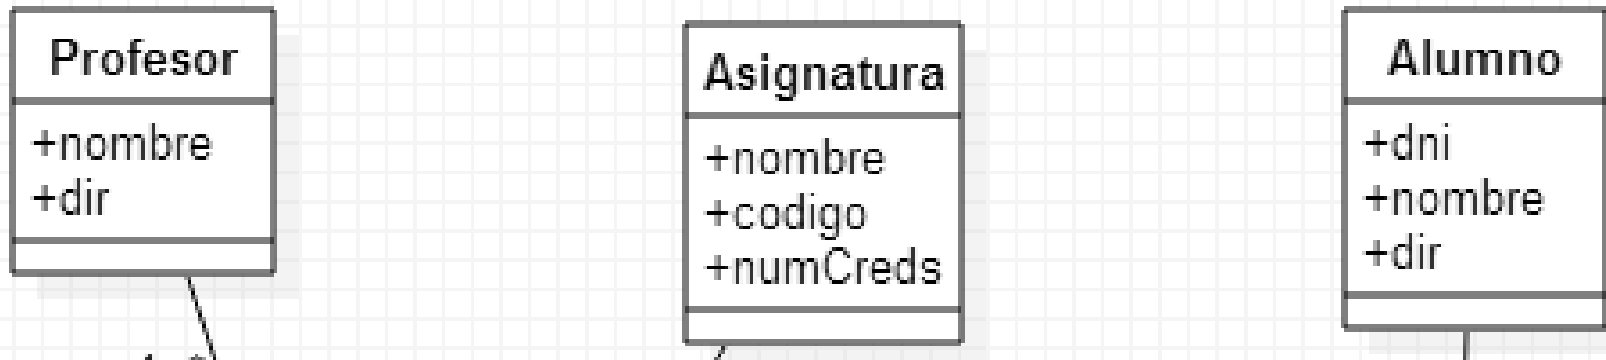 Profesor
+nombre
+dir
Asignatura
+nombre
+codigo
+numCreds
Alumno
+dni
+nombre
+dir